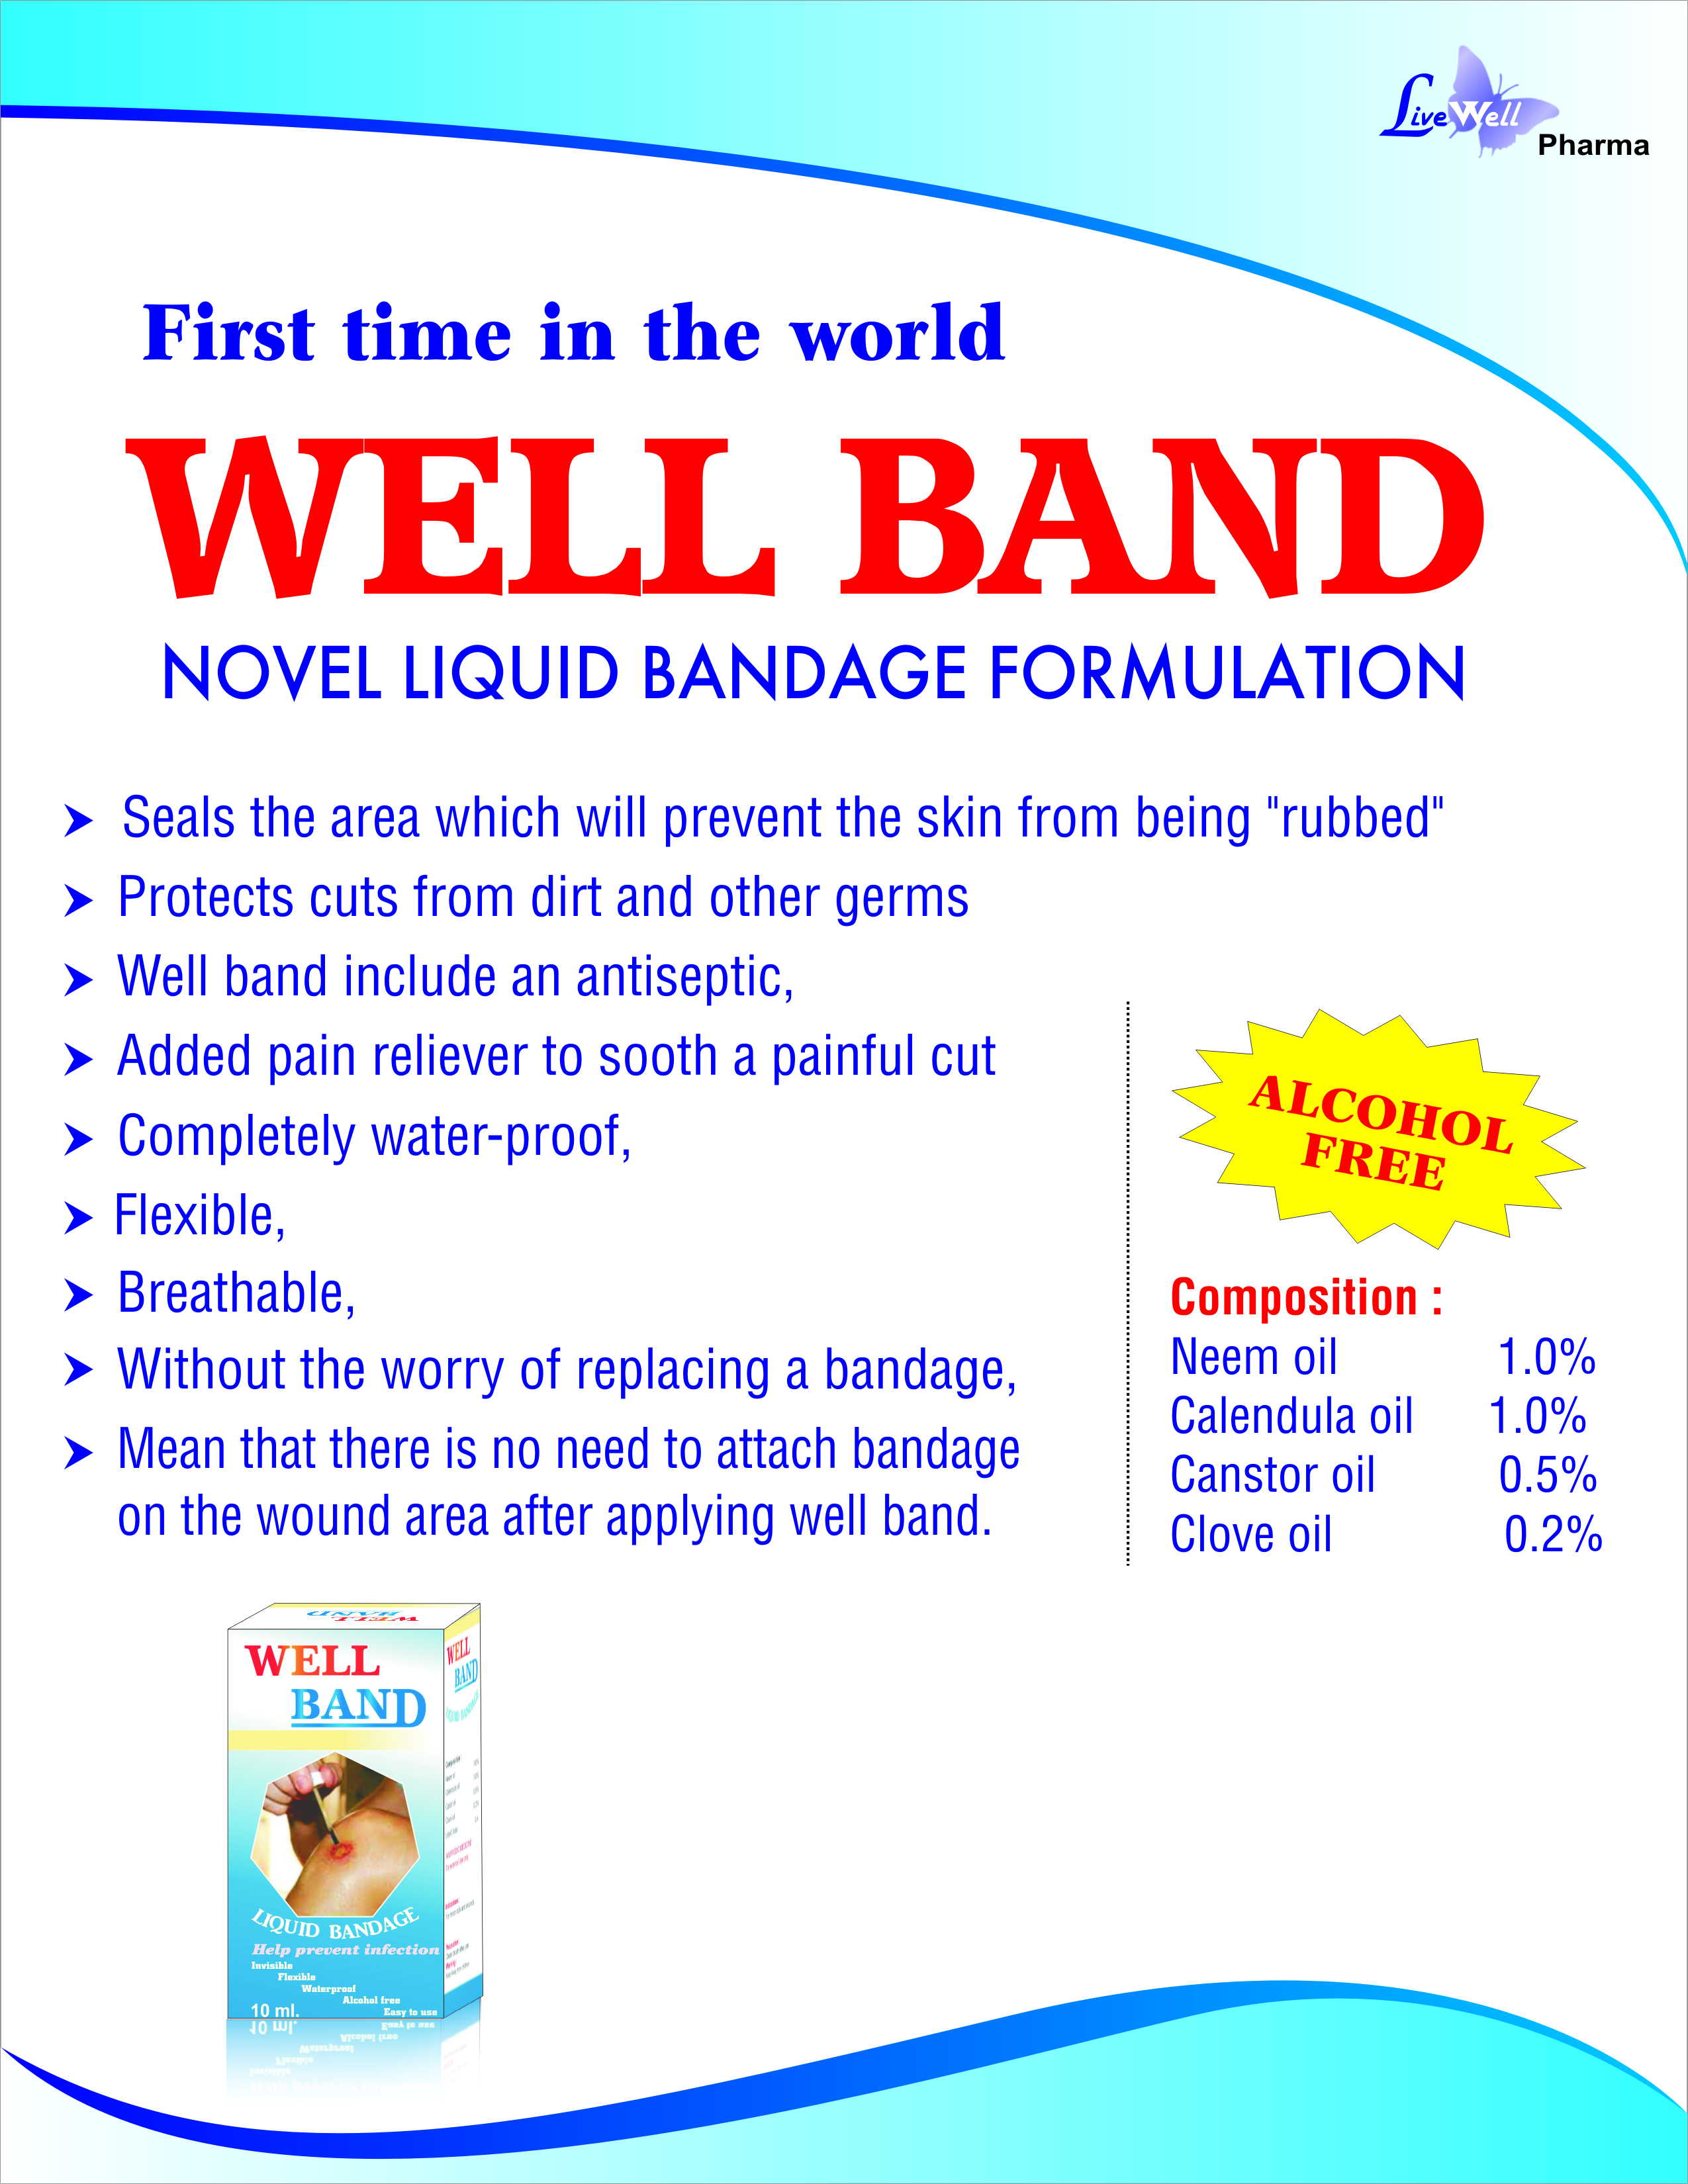 LiveWell
Pharma
First time in the world
WELL BAND
NOVEL LIQUID BANDAGE FORMULATION
➤ Seals the area which will prevent the skin from being "rubbed"
➤ Protects cuts from dirt and other germs
➤ Well band include an antiseptic,
➤ Added pain reliever to sooth a painful cut
➤ Completely water-proof,
➤ Flexible,
➤ Breathable,
➤ Without the worry of replacing a bandage,
➤ Mean that there is no need to attach bandage
on the wound area after applying well band.
ALCOHOL
FREE
Composition :
Neem oil 1.0%
Calendula oil 1.0%
Canstor oil 0.5%
Clove oil 0.2%
WELL
BAND
WELL
BAND
LIQUID BANDAGE
Help prevent infection
Invisible
Flexible
Waterproof
Alcohol free
Easy to use
10 ml.
WELL
BAND
LIQUID BANDAGE